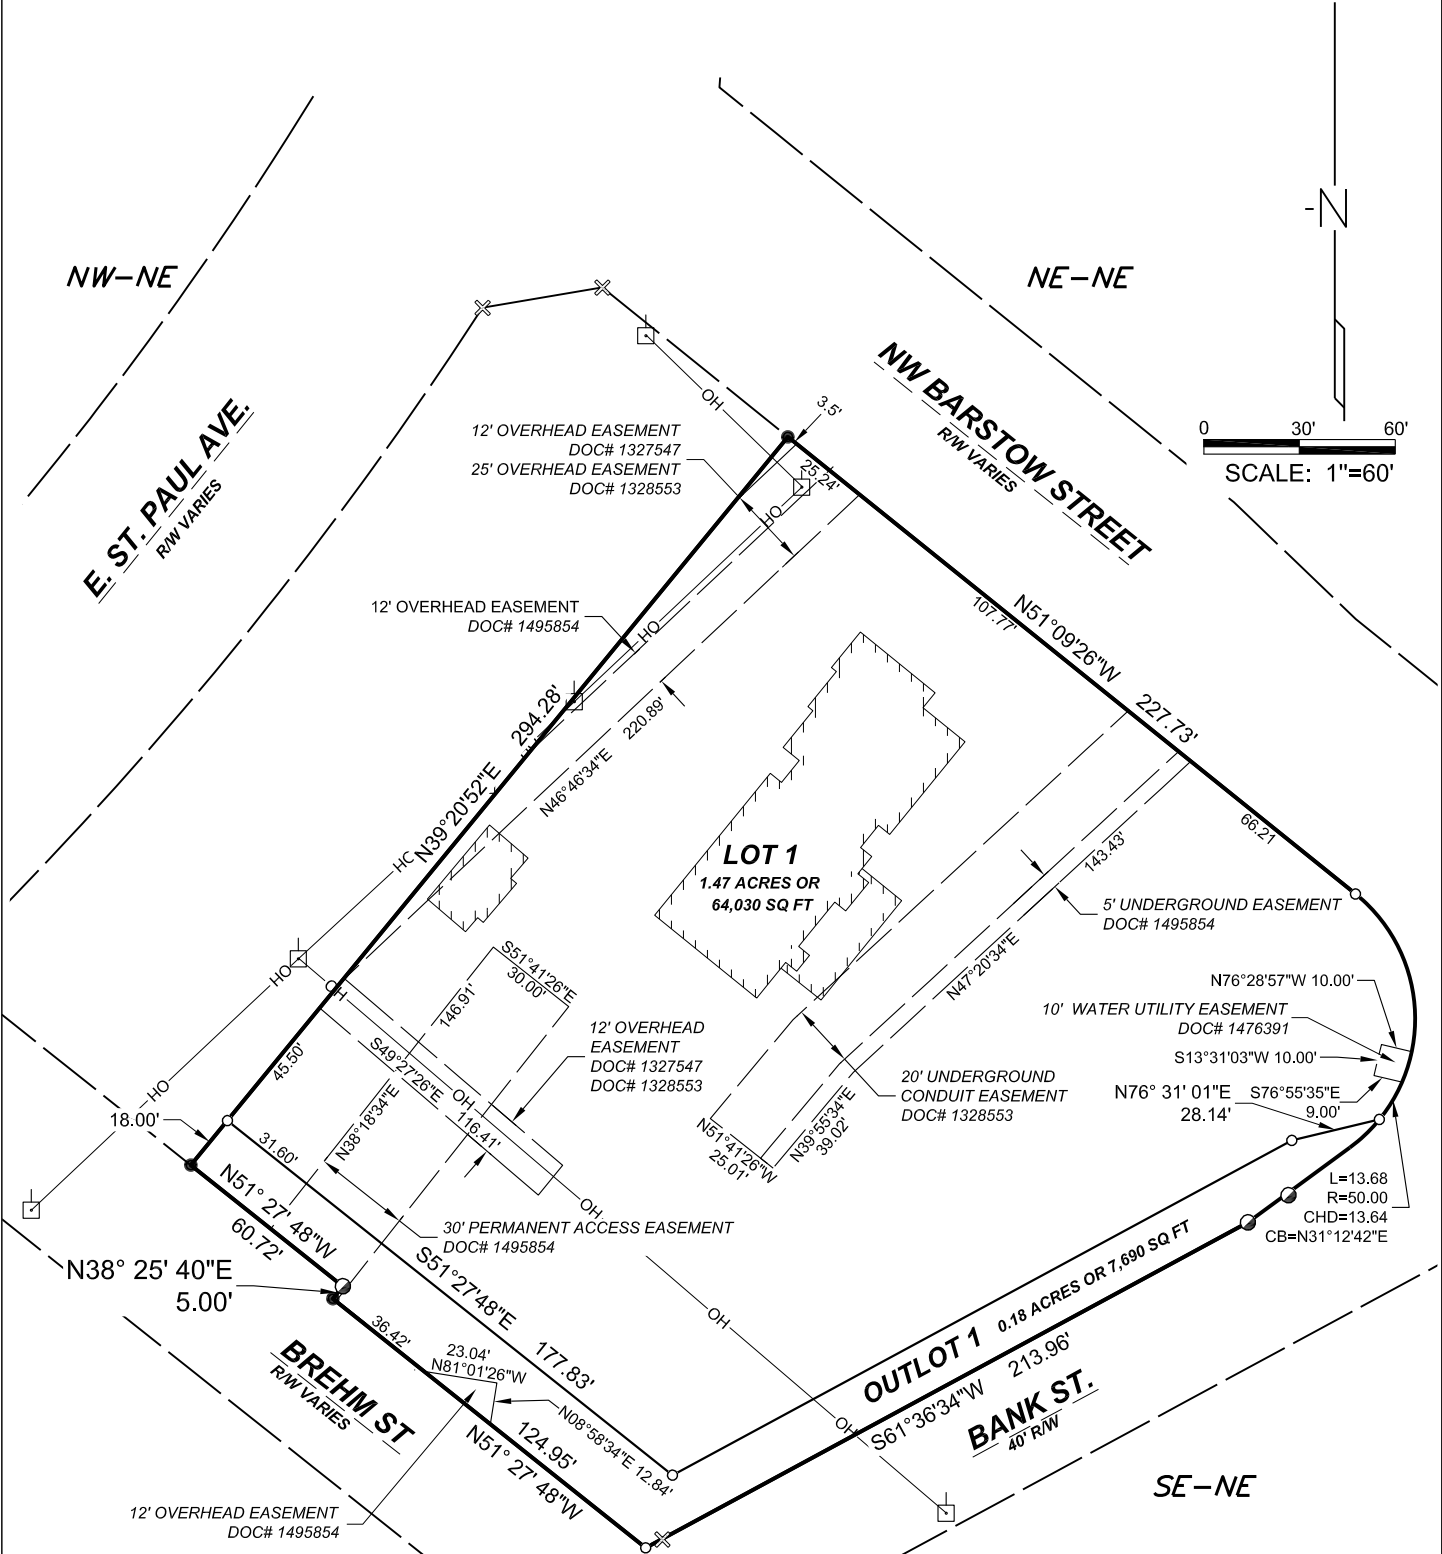 N
NW-NE
NE-NE
NW BARSTOW STREET
R/W VARIES
E. ST. PAUL AVE.
R/W VARIES
0 30' 60'
SCALE: 1"=60'
OH
3.5'
25.24'
12' OVERHEAD EASEMENT
DOC# 1327547
25' OVERHEAD EASEMENT
DOC# 1328553
OH
12' OVERHEAD EASEMENT
DOC# 1495854
OH
107.77'
N51°09'26"W 227.73'
N39°20'52"E 294.28'
N46°46'34"E 220.89'
66.21
LOT 1
1.47 ACRES OR
64,030 SQ FT
143.43'
5' UNDERGROUND EASEMENT
DOC# 1495854
N47°20'34"E
OH
OH
OH
S51°41'26"E
30.00'
146.91'
N76°28'57"W 10.00'
10' WATER UTILITY EASEMENT
DOC# 1476391
S13°31'03"W 10.00'
S76°55'35"E
9.00'
N76° 31' 01"E
28.14'
12' OVERHEAD
EASEMENT
DOC# 1327547
DOC# 1328553
S49°27'26"E
116.41'
OH
45.50'
OH
20' UNDERGROUND
CONDUIT EASEMENT
DOC# 1328553
N38°18'34"E
N39°55'34"E
39.02'
N51°41'26"W
25.01'
18.00'
31.60'
N51° 27' 48"W
60.72'
OH
30' PERMANENT ACCESS EASEMENT
DOC# 1495854
L=13.68
R=50.00
CHD=13.64
CB=N31°12'42"E
N38° 25' 40"E
5.00'
S51°27'48"E 177.83'
OH
36.42'
23.04'
N81°01'26"W
OUTLOT 1 0.18 ACRES OR 7,690 SQ FT
S61°36'34"W 213.96'
BREHM ST
R/W VARIES
N08°58'34"E 12.84'
OH
BANK ST.
40' R/W
124.95'
N51° 27' 48"W
SE-NE
12' OVERHEAD EASEMENT
DOC# 1495854